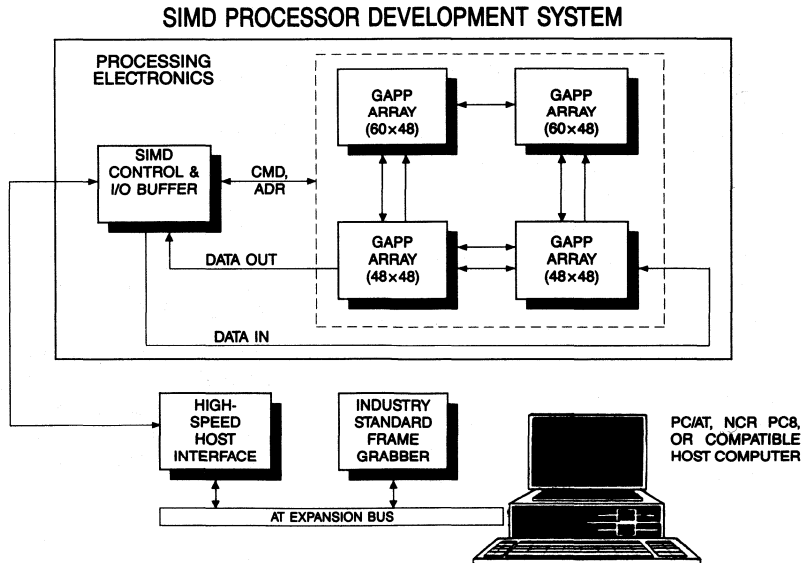 SIMD PROCESSOR DEVELOPMENT SYSTEM
PROCESSING
ELECTRONICS
GAPP
ARRAY
(60×48)
GAPP
ARRAY
(60×48)
SIMD
CONTROL &
I/O BUFFER
CMD,
ADR
GAPP
ARRAY
(48×48)
GAPP
ARRAY
(48×48)
DATA OUT
DATA IN
HIGH-
SPEED
HOST
INTERFACE
INDUSTRY
STANDARD
FRAME
GRABBER
PC/AT, NCR PC8,
OR COMPATIBLE
HOST COMPUTER
AT EXPANSION BUS